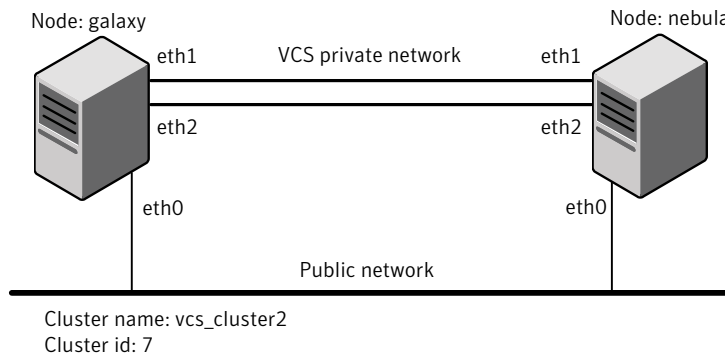 Node: galaxy
Node: nebula
eth1
VCS private network
eth1
eth2
eth2
eth0
eth0
Public network
Cluster name: vcs_cluster2
Cluster id: 7